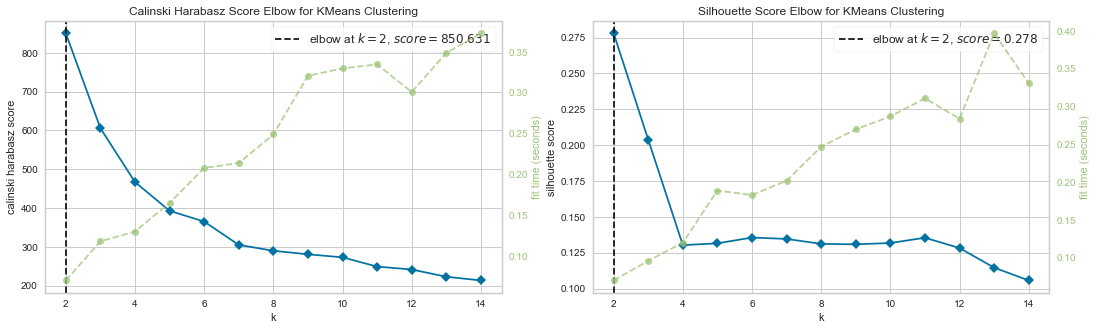 Calinski Harabasz Score Elbow for KMeans Clustering
elbow at k = 2, score = 850.631
calinski harabasz score
800
700
600
500
400
300
200
0.35
0.30
0.25
0.20
0.15
0.10
fit time (seconds)
2 4 6 8 10 12 14
k
Silhouette Score Elbow for KMeans Clustering
elbow at k = 2, score = 0.278
silhouette score
0.275
0.250
0.225
0.200
0.175
0.150
0.125
0.100
0.40
0.35
0.30
0.25
0.20
0.15
0.10
fit time (seconds)
2 4 6 8 10 12 14
k